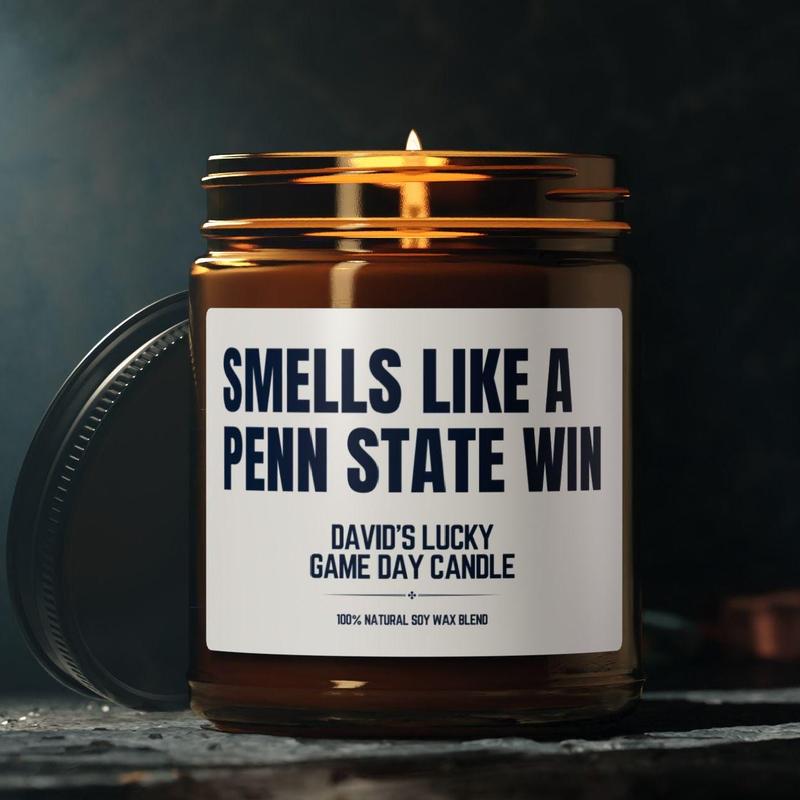 SMELLS LIKE A
PENN STATE WIN
DAVID'S LUCKY
GAME DAY CANDLE
100% NATURAL SOY WAX BLEND